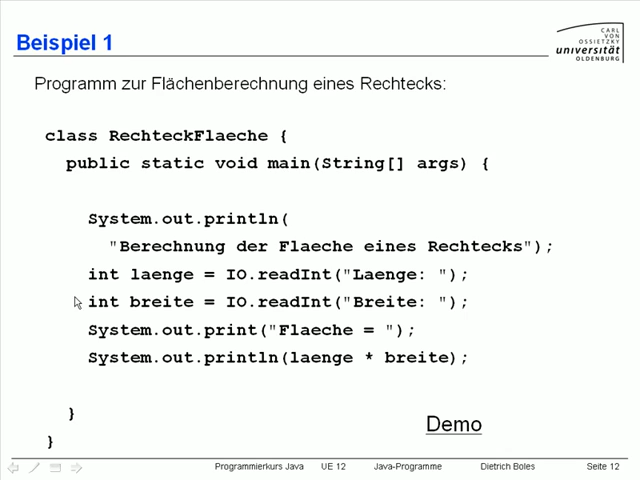 Beispiel 1
CARL
VON
OSSIETZKY
universität
OLDENBURG
Programm zur Flächenberechnung eines Rechtecks:
class RechteckFlaeche {
public static void main(String[] args) {
System.out.println(
"Berechnung der Flaeche eines Rechtecks");
int laenge = IO.readInt("Laenge: ");
int breite = IO.readInt("Breite: ");
System.out.print("Flaeche = ");
System.out.println(laenge * breite);
}
Demo
}
Programmierkurs Java UE 12 Java-Programme Dietrich Boles Seite 12